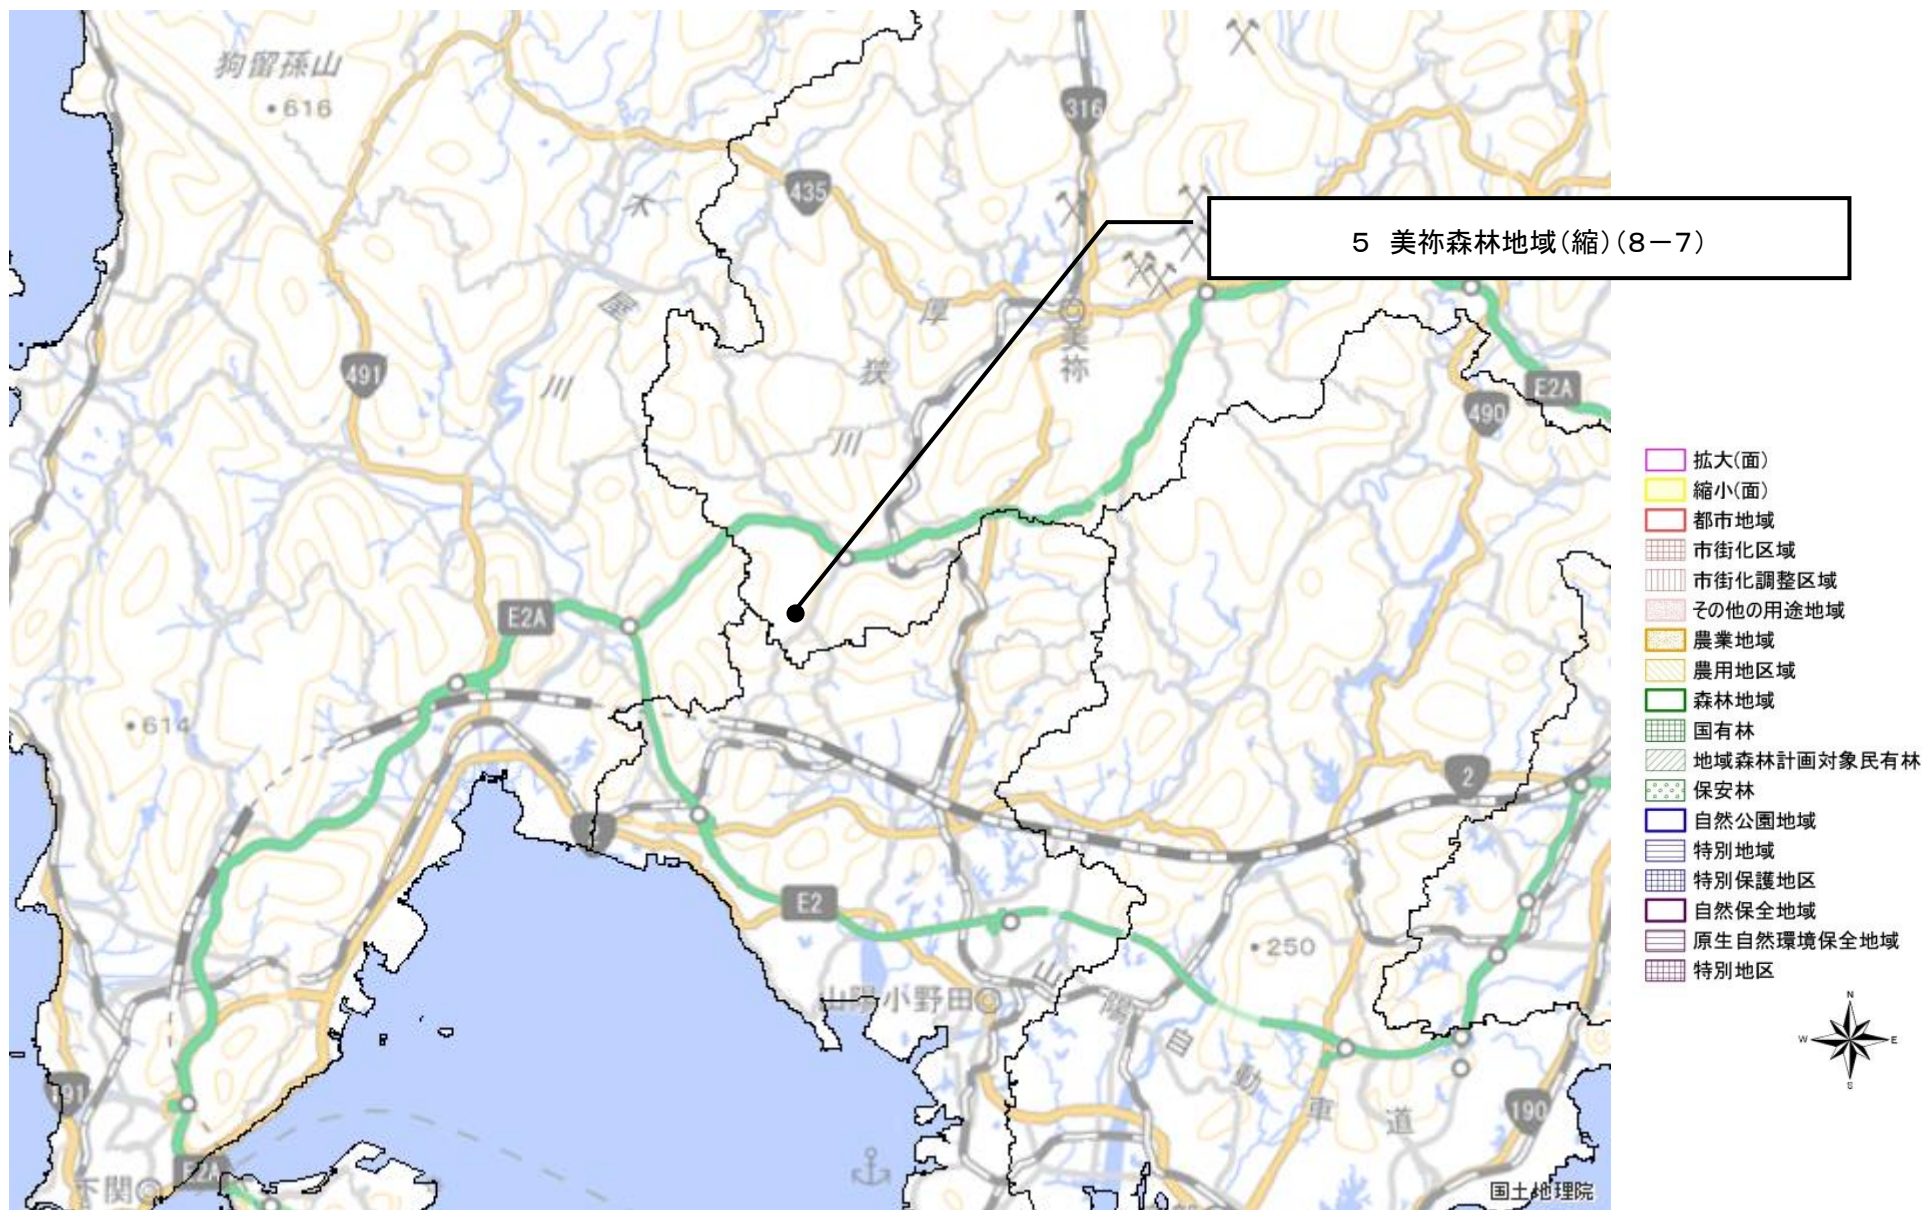 狗留孫山
・616
316
435
木
屋
川
厚
狭
川
5 美祢森林地域(縮)(8－7)
美祢
491
E2A
490
E2A
・614
2
E2
・250
山陽小野田
山
陽
自
動
車
道
191
190
E2A
下関
国土地理院
拡大(面)
縮小(面)
都市地域
市街化区域
市街化調整区域
その他の用途地域
農業地域
農用地区域
森林地域
国有林
地域森林計画対象民有林
保安林
自然公園地域
特別地域
特別保護地区
自然保全地域
原生自然環境保全地域
特別地区
N
W E
S